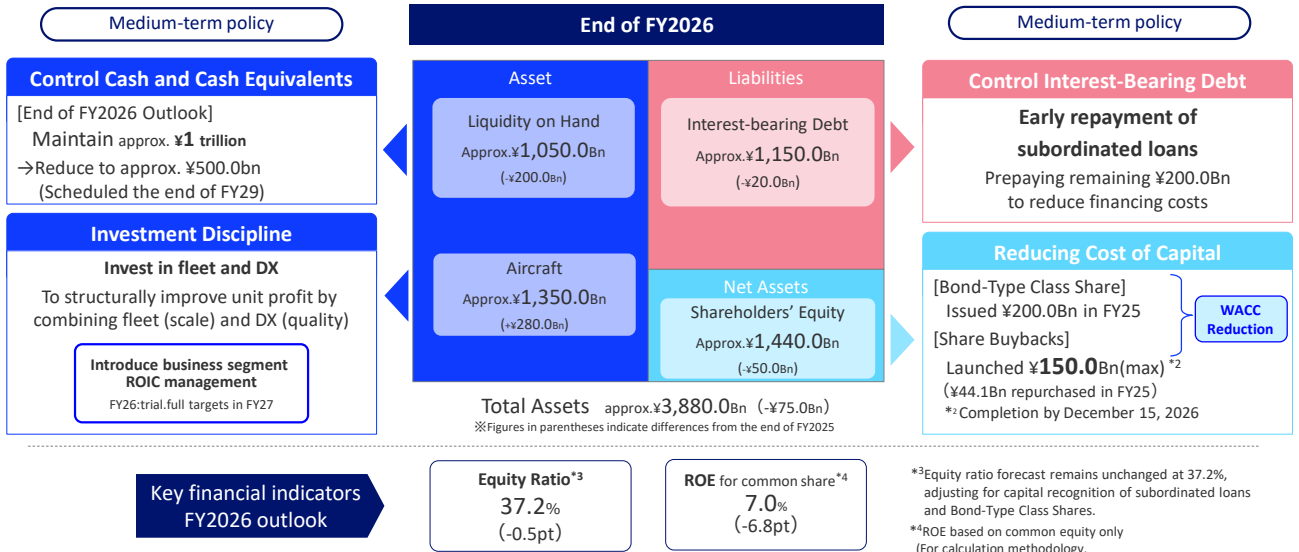 Medium-term policy
End of FY2026
Medium-term policy
Control Cash and Cash Equivalents
[End of FY2026 Outlook]
Maintain approx. ¥1 trillion
→Reduce to approx. ¥500.0bn
(Scheduled the end of FY29)
Investment Discipline
Invest in fleet and DX
To structurally improve unit profit by
combining fleet (scale) and DX (quality)
Introduce business segment
ROIC management
FY26:trial.full targets in FY27
Asset
Liquidity on Hand
Approx.¥1,050.0Bn
(-¥200.0Bn)
Aircraft
Approx.¥1,350.0Bn
(+¥280.0Bn)
Liabilities
Interest-bearing Debt
Approx.¥1,150.0Bn
(-¥20.0Bn)
Net Assets
Shareholders' Equity
Approx.¥1,440.0Bn
(-¥50.0Bn)
Total Assets approx.¥3,880.0Bn (-¥75.0Bn)
※Figures in parentheses indicate differences from the end of FY2025
Control Interest-Bearing Debt
Early repayment of
subordinated loans
Prepaying remaining ¥200.0Bn
to reduce financing costs
Reducing Cost of Capital
[Bond-Type Class Share]
Issued ¥200.0Bn in FY25
[Share Buybacks]
Launched ¥150.0Bn(max) *2
(¥44.1Bn repurchased in FY25)
*2 Completion by December 15, 2026
WACC
Reduction
Key financial indicators
FY2026 outlook
Equity Ratio*3
37.2%
(-0.5pt)
ROE for common share*4
7.0%
(-6.8pt)
*3Equity ratio forecast remains unchanged at 37.2%,
adjusting for capital recognition of subordinated loans
and Bond-Type Class Shares.
*4ROE based on common equity only
(For calculation methodology,